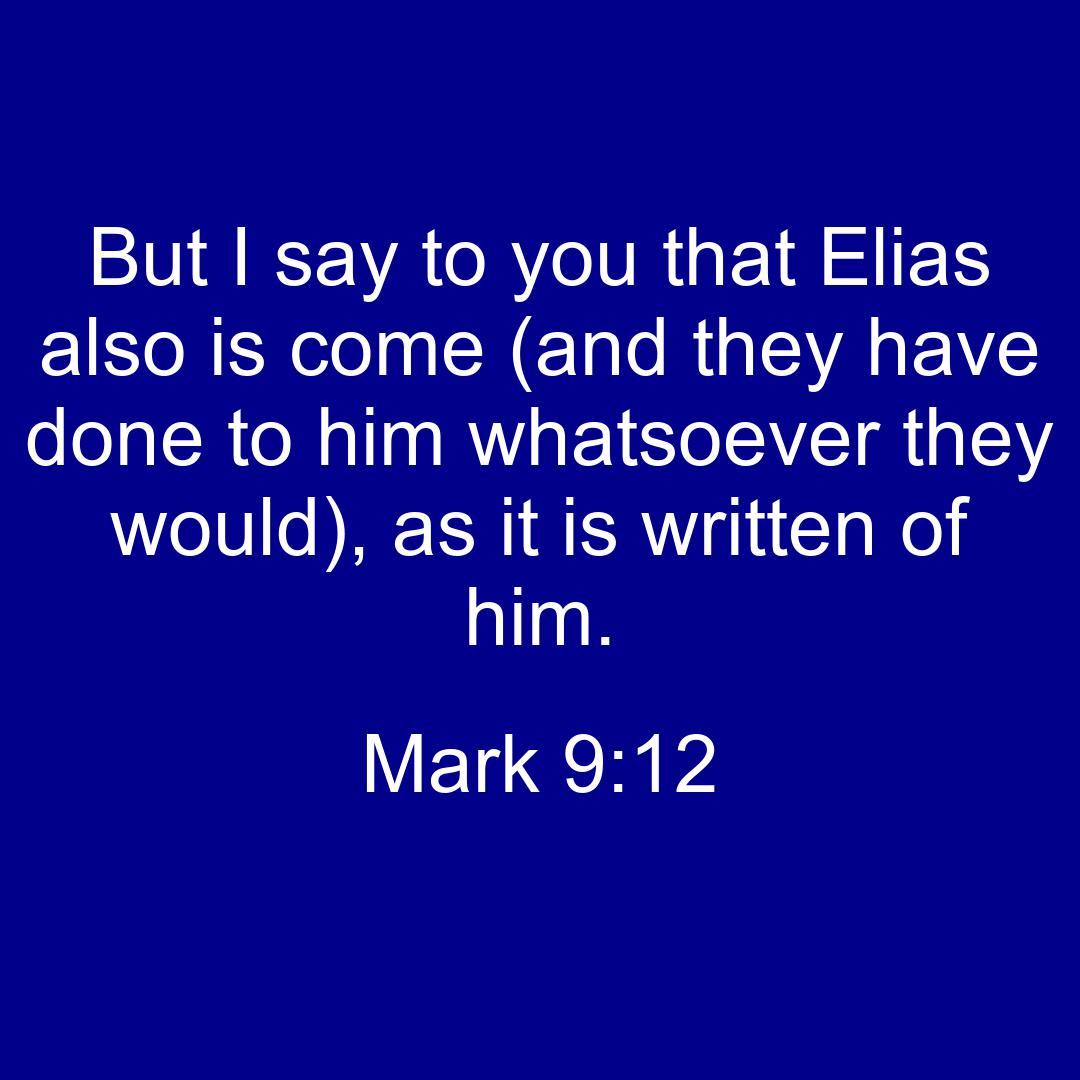 But I say to you that Elias
also is come (and they have
done to him whatsoever they
would), as it is written of
him.
Mark 9:12